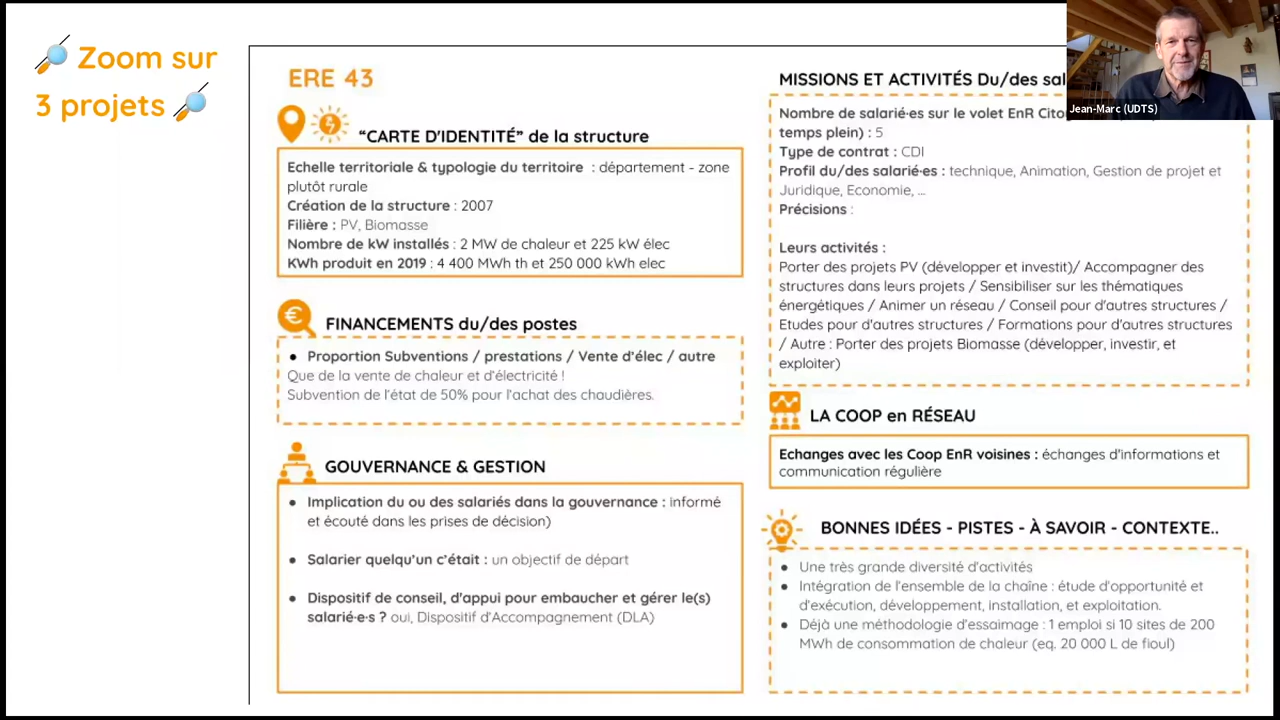 Zoom sur
3 projets
ERE 43
"CARTE D'IDENTITÉ" de la structure
Echelle territoriale & typologie du territoire : département - zone
plutôt rurale
Création de la structure : 2007
Filière : PV, Biomasse
Nombre de kW installés : 2 MW de chaleur et 225 kW élec
KWh produit en 2019 : 4 400 MWh th et 250 000 kWh elec
FINANCEMENTS du/des postes
● Proportion Subventions / prestations / Vente d'élec / autre
Que de la vente de chaleur et d'électricité !
Subvention de l'état de 50% pour l'achat des chaudières.
GOUVERNANCE & GESTION
● Implication du ou des salariés dans la gouvernance : informé
et écouté dans les prises de décision)
● Salarier quelqu'un c'était : un objectif de départ
● Dispositif de conseil, d'appui pour embaucher et gérer le(s)
salarié·e·s ? oui, Dispositif d'Accompagnement (DLA)
MISSIONS ET ACTIVITÉS Du/des sal
Nombre de salarié·es sur le volet EnR Cito
temps plein) : 5
Type de contrat : CDI
Profil du/des salarié·es : technique, Animation, Gestion de projet et
Juridique, Economie, ...
Précisions :
Leurs activités :
Porter des projets PV (développer et investit)/ Accompagner des
structures dans leurs projets / Sensibiliser sur les thématiques
énergétiques / Animer un réseau / Conseil pour d'autres structures /
Etudes pour d'autres structures / Formations pour d'autres structures
/ Autre : Porter des projets Biomasse (développer, investir, et
exploiter)
LA COOP en RÉSEAU
Echanges avec les Coop EnR voisines : échanges d'informations et
communication régulière
BONNES IDÉES - PISTES - À SAVOIR - CONTEXTE..
● Une très grande diversité d'activités
● Intégration de l'ensemble de la chaîne : étude d'opportunité et
d'exécution, développement, installation, et exploitation.
● Déjà une méthodologie d'essaimage : 1 emploi si 10 sites de 200
MWh de consommation de chaleur (eq. 20 000 L de fioul)
Jean-Marc (UDTS)